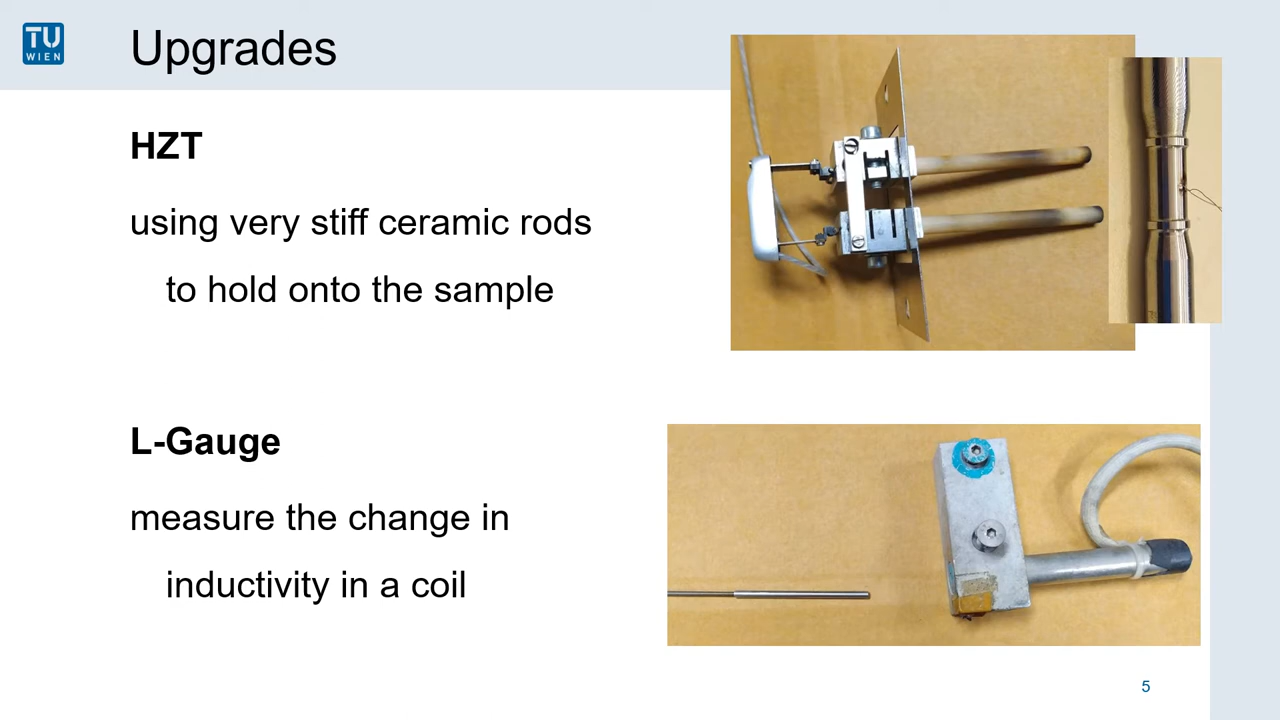 TU
WIEN
Upgrades
HZT
using very stiff ceramic rods
to hold onto the sample
L-Gauge
measure the change in
inductivity in a coil
5